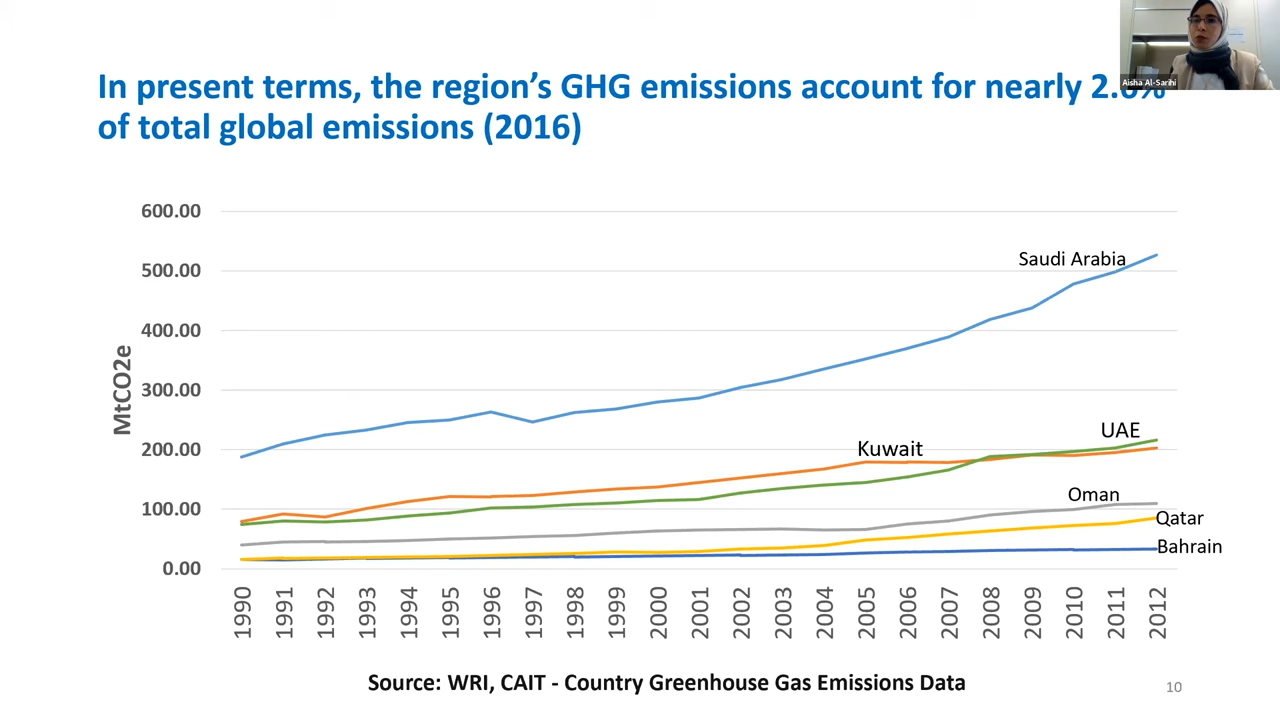 In present terms, the region's GHG emissions account for nearly
of total global emissions (2016)
Aisha Al-Sarihi
600.00
500.00
400.00
300.00
200.00
100.00
0.00
MtCO2e
Saudi Arabia
Kuwait
UAE
Oman
Qatar
Bahrain
1990 1991 1992 1993 1994 1995 1996 1997 1998 1999 2000 2001 2002 2003 2004 2005 2006 2007 2008 2009 2010 2011 2012
Source: WRI, CAIT - Country Greenhouse Gas Emissions Data
10